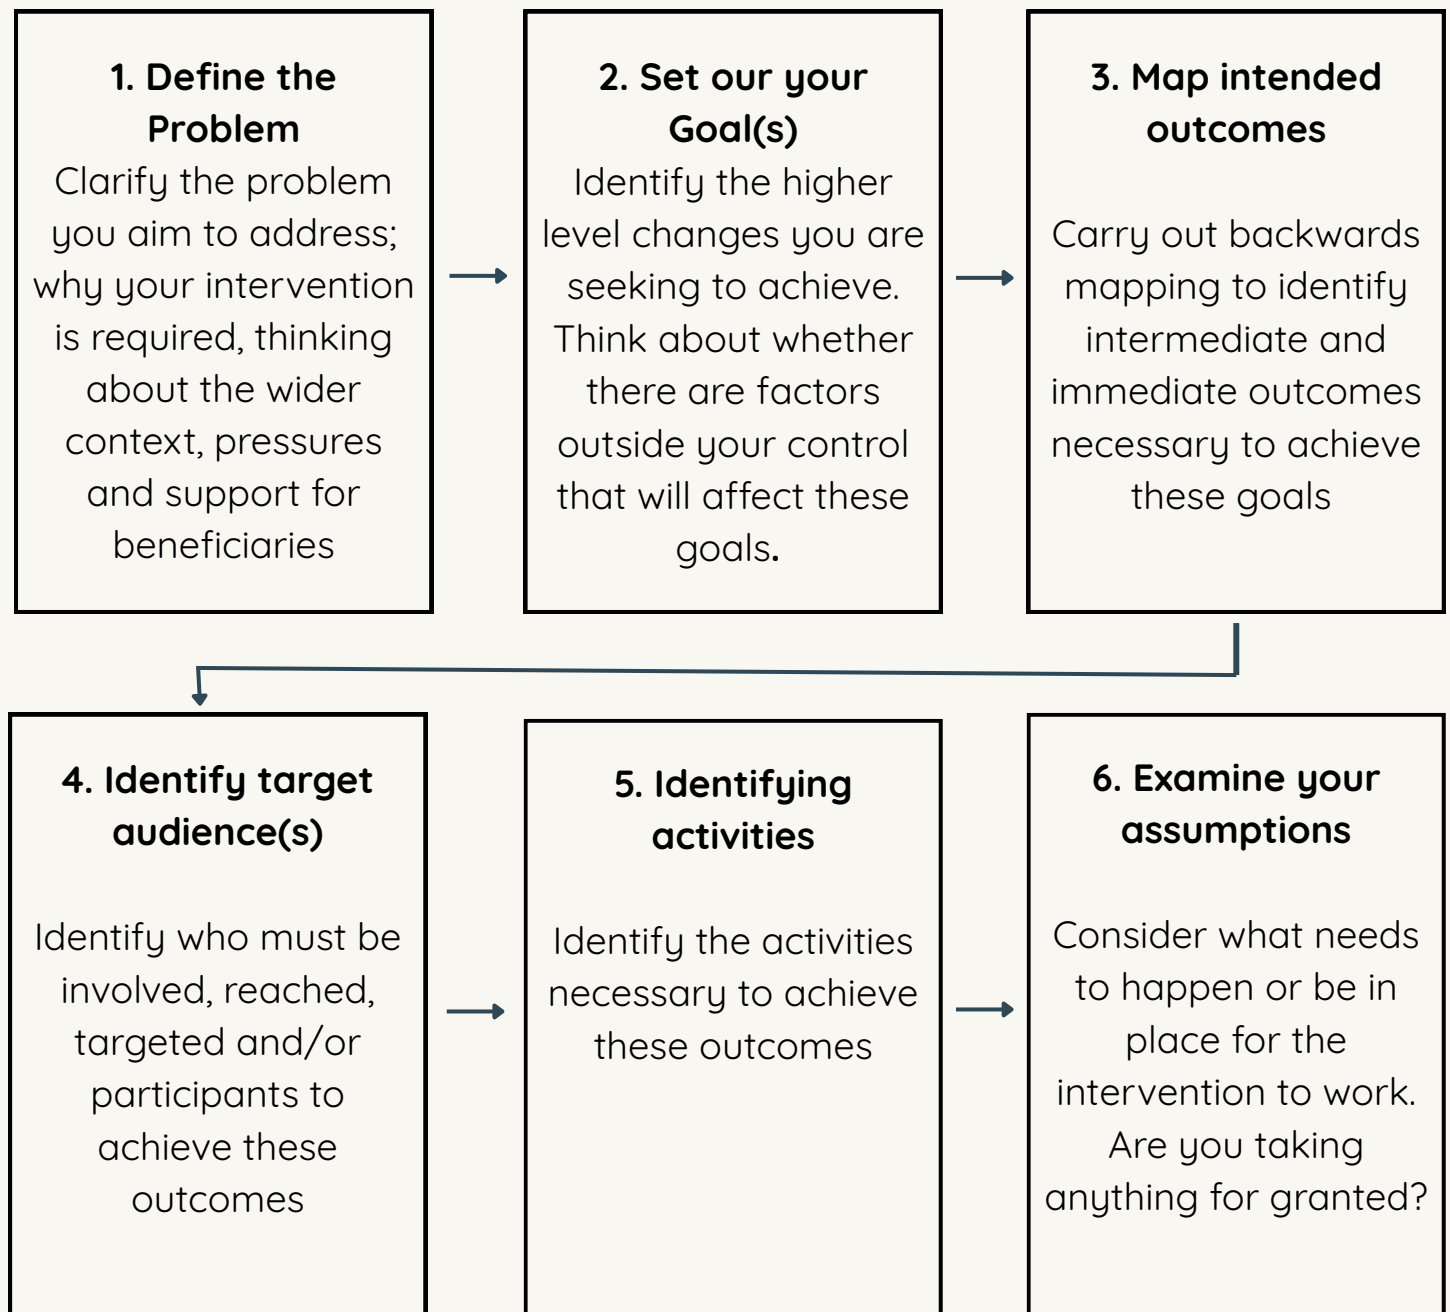 1. Define the
Problem
Clarify the problem
you aim to address;
why your intervention
is required, thinking
about the wider
context, pressures
and support for
beneficiaries
2. Set our your
Goal(s)
Identify the higher
level changes you are
seeking to achieve.
Think about whether
there are factors
outside your control
that will affect these
goals.
3. Map intended
outcomes
Carry out backwards
mapping to identify
intermediate and
immediate outcomes
necessary to achieve
these goals
4. Identify target
audience(s)
Identify who must be
involved, reached,
targeted and/or
participants to
achieve these
outcomes
5. Identifying
activities
Identify the activities
necessary to achieve
these outcomes
6. Examine your
assumptions
Consider what needs
to happen or be in
place for the
intervention to work.
Are you taking
anything for granted?